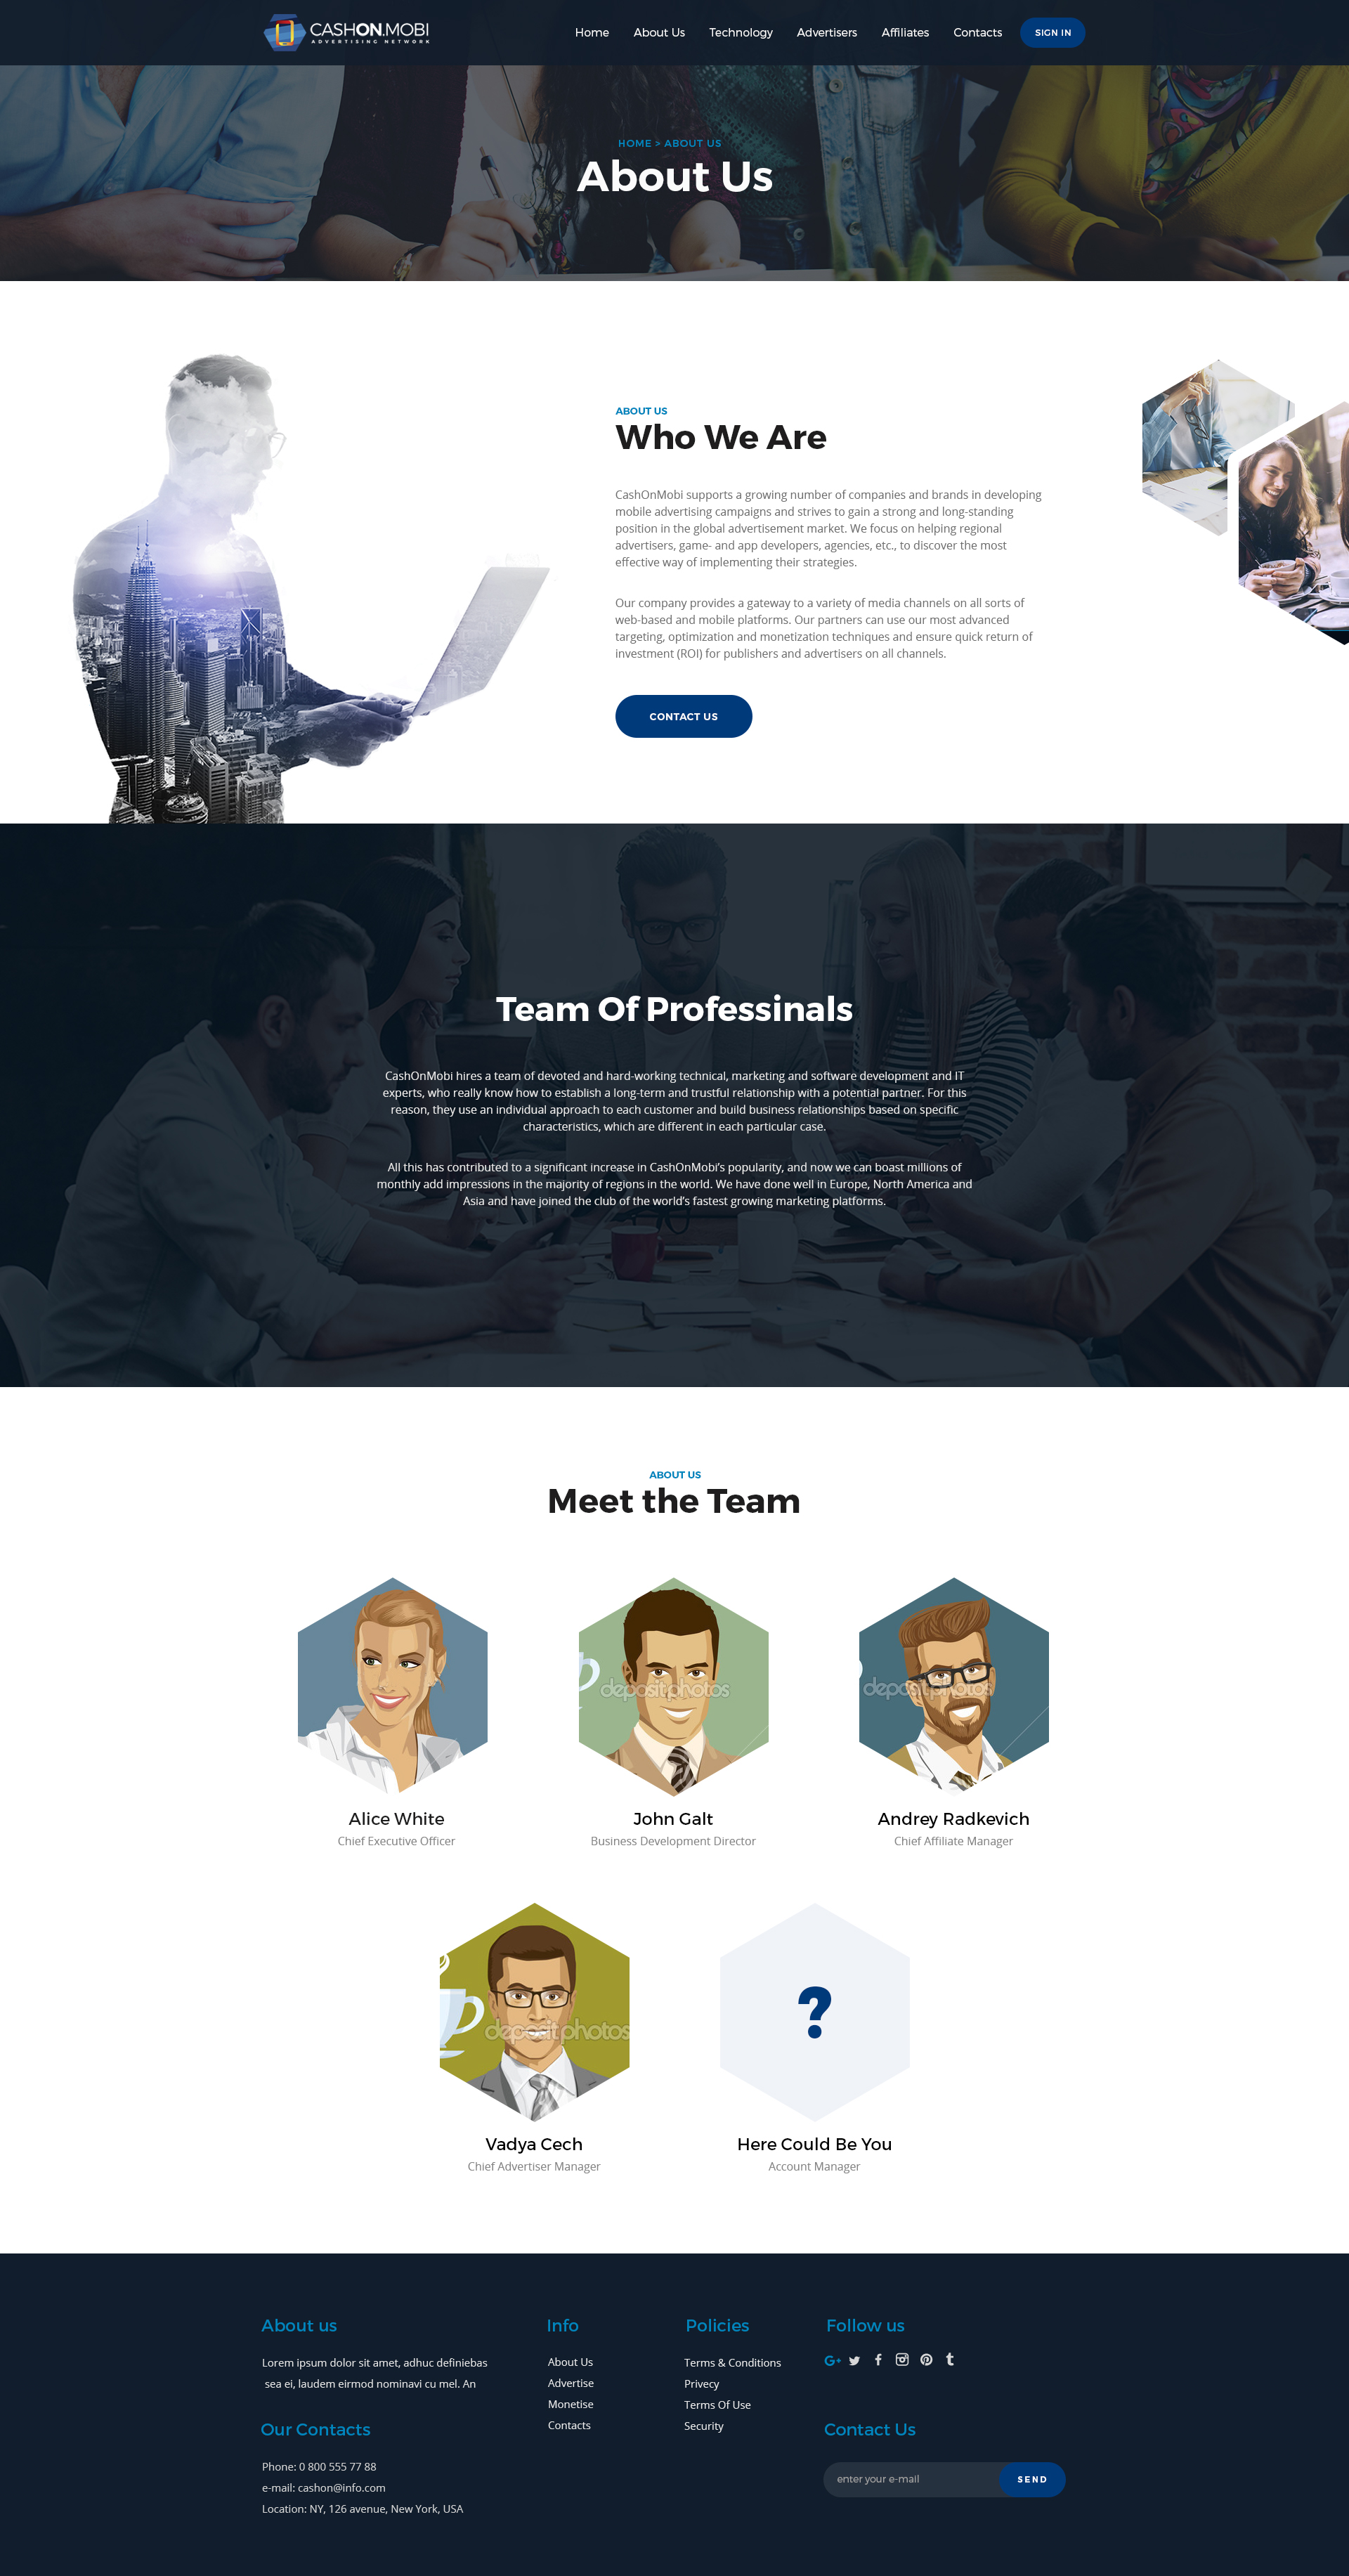 CASHON.MOBI
ADVERTISING NETWORK
Home About Us Technology Advertisers Affiliates Contacts SIGN IN
HOME > ABOUT US
About Us
ABOUT US
Who We Are
CashOnMobi supports a growing number of companies and brands in developing
mobile advertising campaigns and strives to gain a strong and long-standing
position in the global advertisement market. We focus on helping regional
advertisers, game- and app developers, agencies, etc., to discover the most
effective way of implementing their strategies.
Our company provides a gateway to a variety of media channels on all sorts of
web-based and mobile platforms. Our partners can use our most advanced
targeting, optimization and monetization techniques and ensure quick return of
investment (ROI) for publishers and advertisers on all channels.
CONTACT US
Team Of Professinals
CashOnMobi hires a team of devoted and hard-working technical, marketing and software development and IT
experts, who really know how to establish a long-term and trustful relationship with a potential partner. For this
reason, they use an individual approach to each customer and build business relationships based on specific
characteristics, which are different in each particular case.
All this has contributed to a significant increase in CashOnMobi's popularity, and now we can boast millions of
monthly add impressions in the majority of regions in the world. We have done well in Europe, North America and
Asia and have joined the club of the world's fastest growing marketing platforms.
ABOUT US
Meet the Team
depositphotos
depositphotos
Alice White
Chief Executive Officer
John Galt
Business Development Director
Andrey Radkevich
Chief Affiliate Manager
depositphotos
?
Vadya Cech
Chief Advertiser Manager
Here Could Be You
Account Manager
About us
Lorem ipsum dolor sit amet, adhuc definiebas
sea ei, laudem eirmod nominavi cu mel. An
Our Contacts
Phone: 0 800 555 77 88
e-mail: cashon@info.com
Location: NY, 126 avenue, New York, USA
Info
About Us
Advertise
Monetise
Contacts
Policies
Terms & Conditions
Privecy
Terms Of Use
Security
Follow us
G+
Contact Us
enter your e-mail SEND